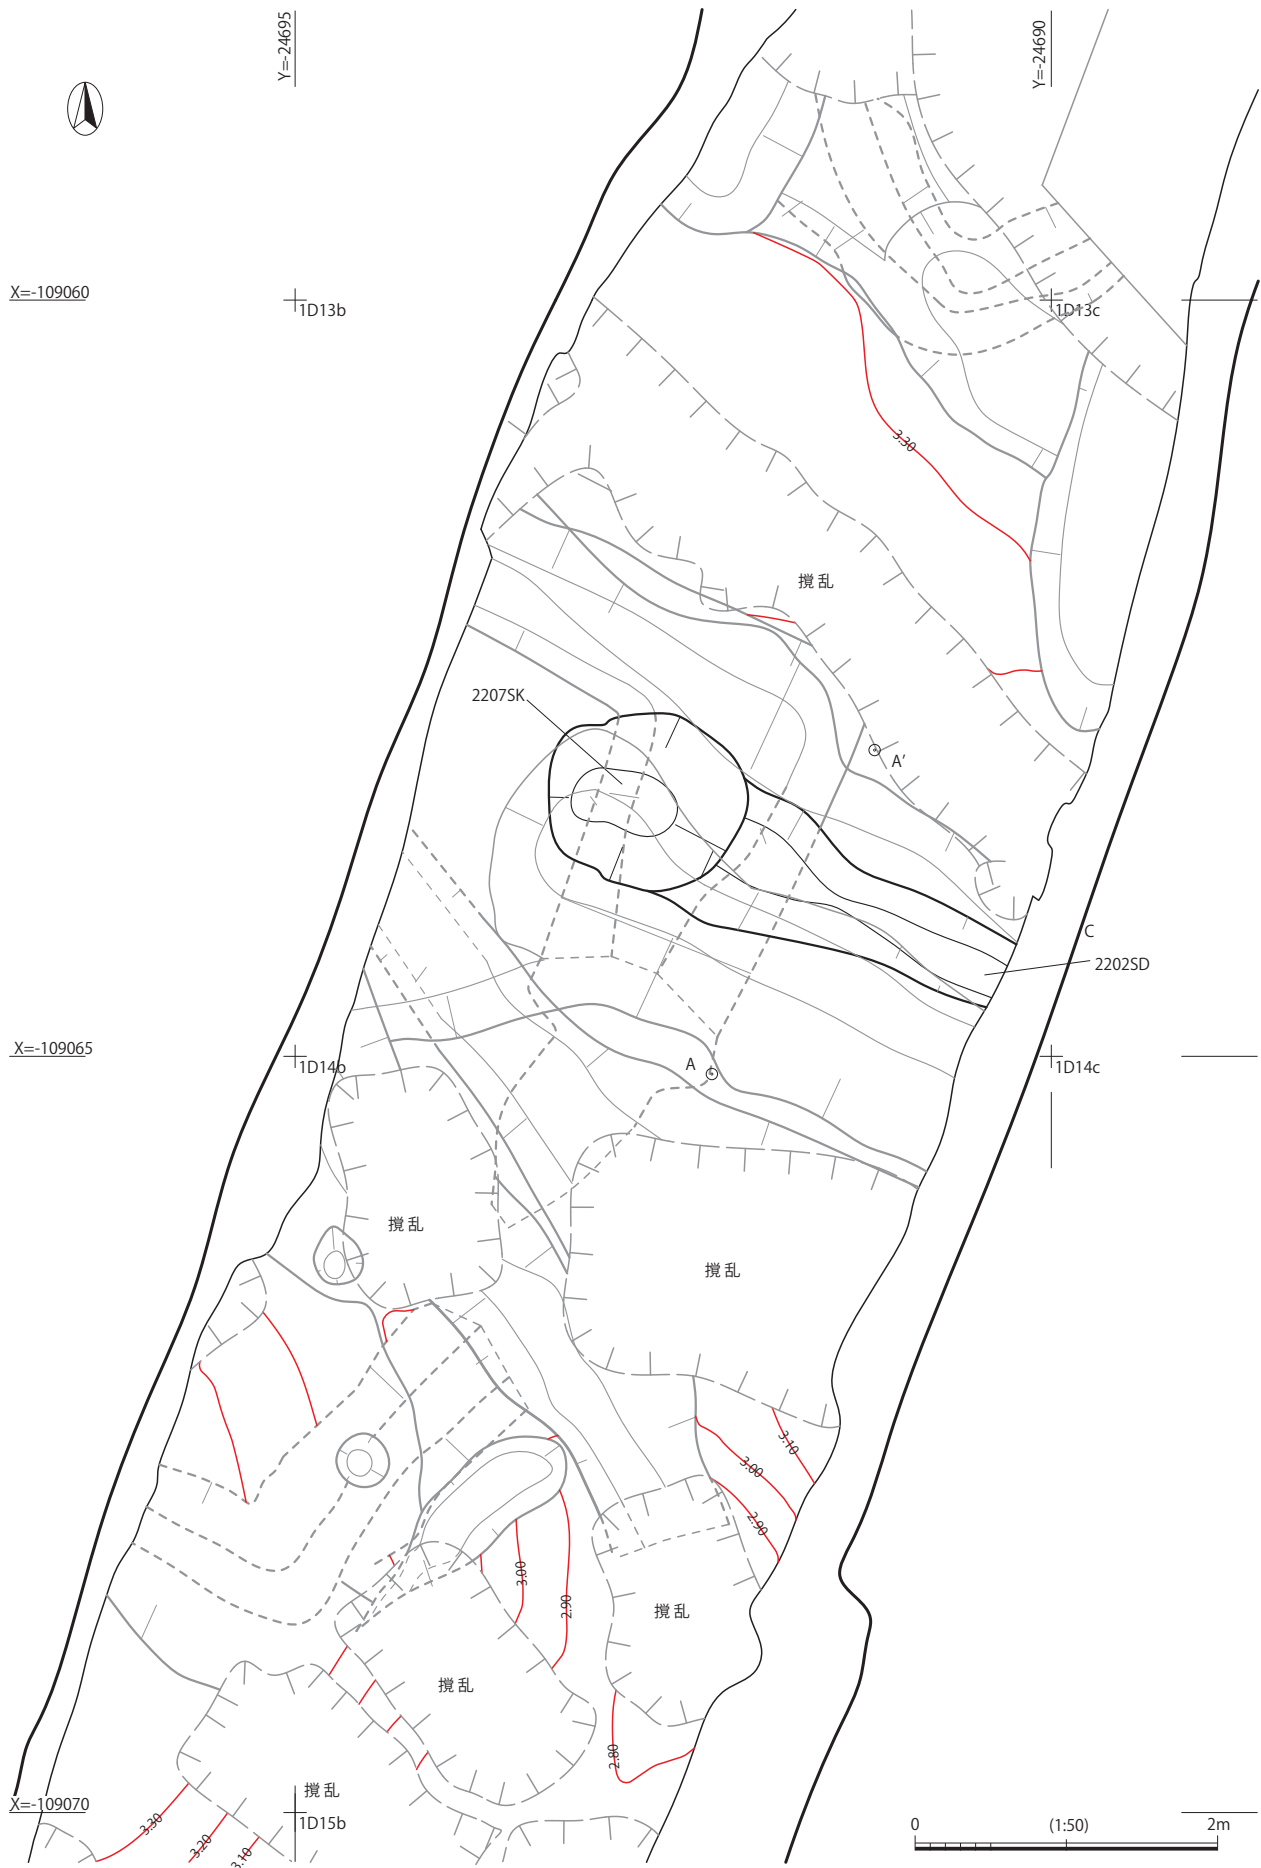 Y=-24695
Y=-24690
X=-109060
1D13b
1D13c
3.30
撹乱
2207SK
A'
C
2202SD
X=-109065
1D14b
A
1D14c
撹乱
撹乱
3.10
3.00
2.90
3.00
2.90
撹乱
撹乱
2.80
撹乱
X=-109070
1D15b
3.30
3.20
3.10
0 (1:50) 2m